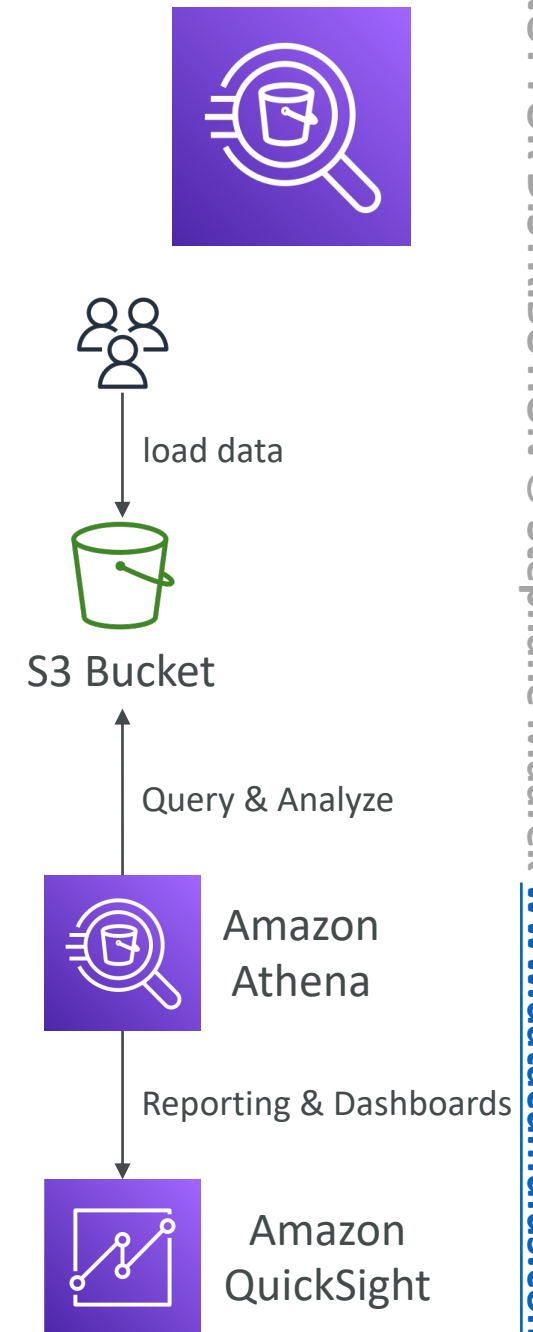 load data
S3 Bucket
Query & Analyze
Amazon
Athena
Reporting & Dashboards
Amazon
QuickSight